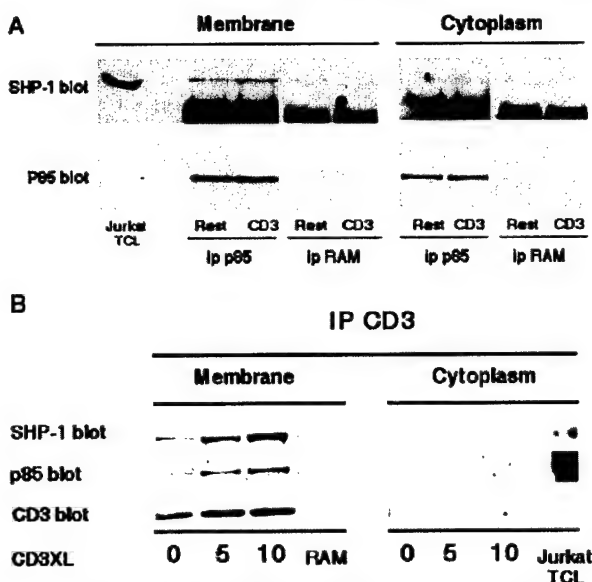 A
Membrane
Cytoplasm
SHP-1 blot
P85 blot
Jurkat
TCL
Rest CD3 Rest CD3 Rest CD3 Rest CD3
ip p85 ip RAM ip p85 ip RAM
B
IP CD3
Membrane
Cytoplasm
SHP-1 blot
p85 blot
CD3 blot
CD3XL 0 5 10 RAM 0 5 10 Jurkat
TCL